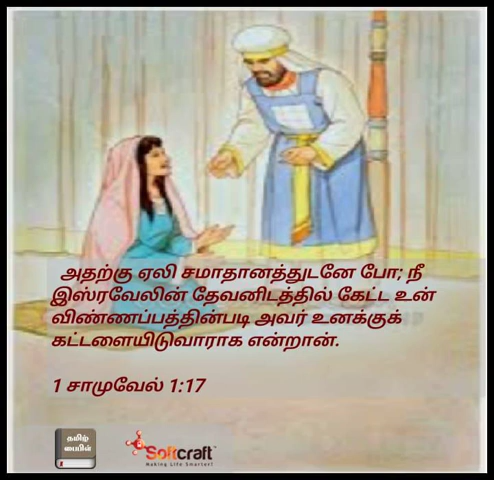 அதற்கு ஏலி சமாதானத்துடனே போ; நீ
இஸ்ரவேலின் தேவனிடத்தில் கேட்ட உன்
விண்ணப்பத்தின்படி அவர் உனக்குக்
கட்டளையிடுவாராக என்றான்.
1 சாமுவேல் 1:17
தமிழ்
பைபிள்
Softcraft™
Making Life Smarter!